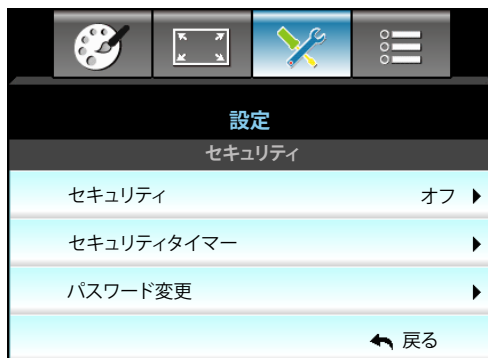 設定
セキュリティ
セキュリティ オフ
セキュリティタイマー
パスワード変更
戻る